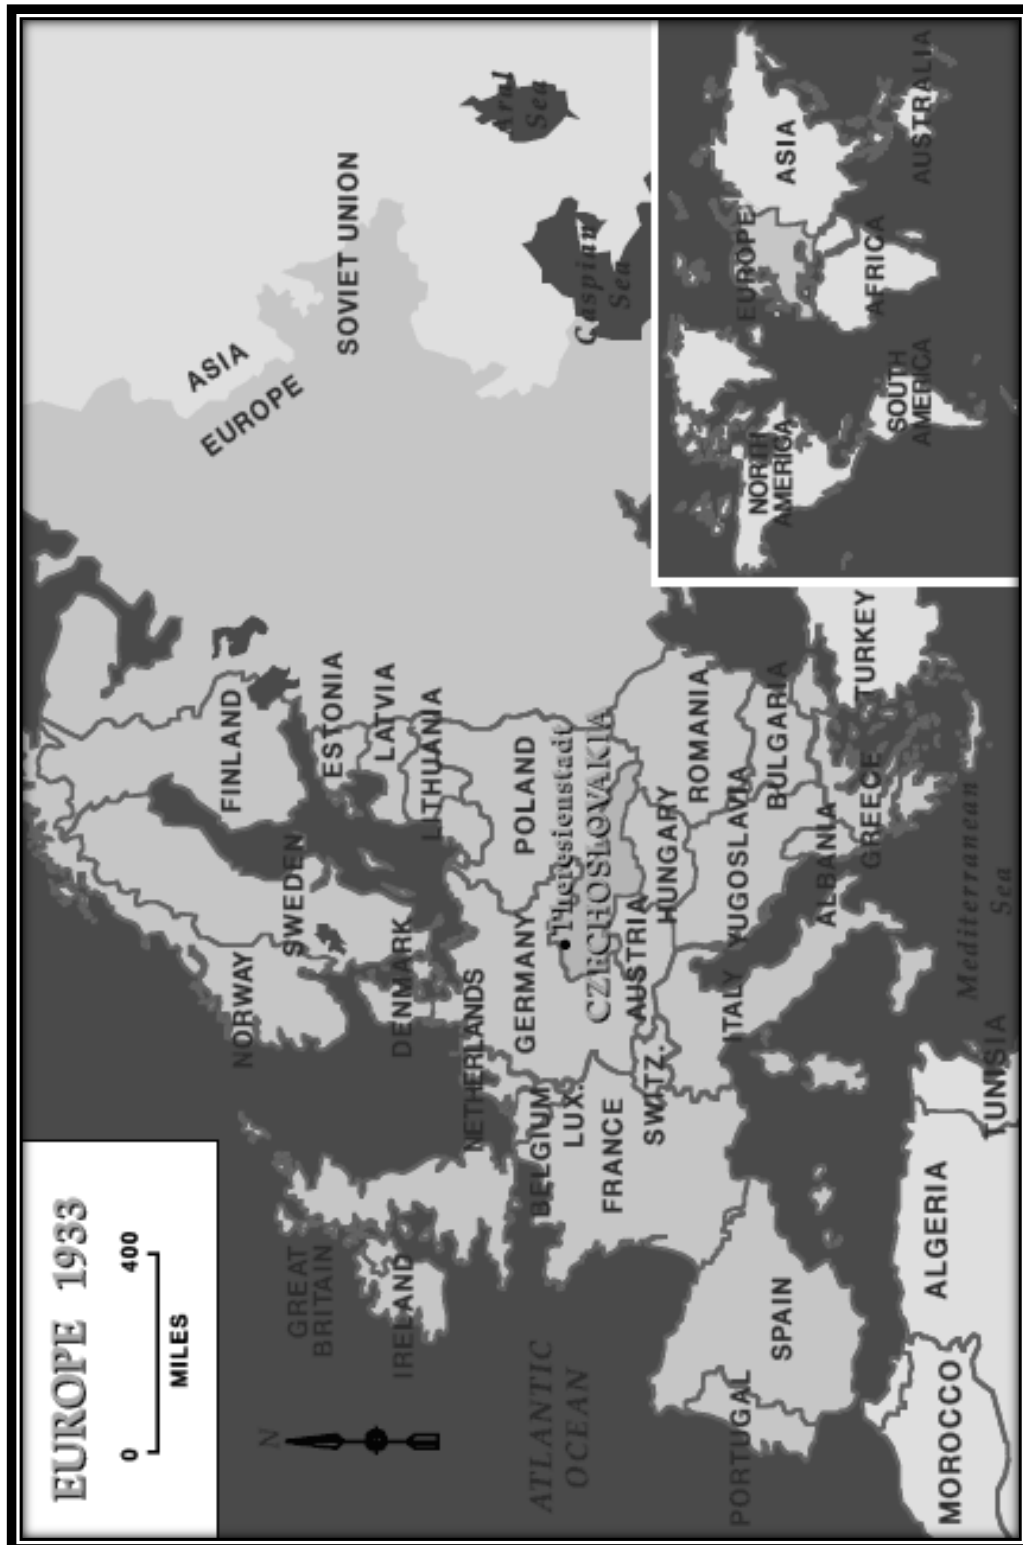 EUROPE 1933
0 400
MILES
N
GREAT
BRITAIN
IRELAND
ATLANTIC
OCEAN
PORTUGAL
SPAIN
MOROCCO
ALGERIA
TUNISIA
NORWAY
SWEDEN
FINLAND
DENMARK
ESTONIA
LATVIA
LITHUANIA
NETHERLANDS
BELGIUM
LUX.
FRANCE
SWITZ.
GERMANY
POLAND
Theresienstadt
CZECHOSLOVAKIA
AUSTRIA
HUNGARY
ROMANIA
ITALY
YUGOSLAVIA
BULGARIA
ALBANIA
GREECE
TURKEY
Mediterranean
Sea
ASIA
EUROPE
SOVIET UNION
Aral
Sea
Caspian
Sea
NORTH
AMERICA
SOUTH
AMERICA
EUROPE
AFRICA
ASIA
AUSTRALIA